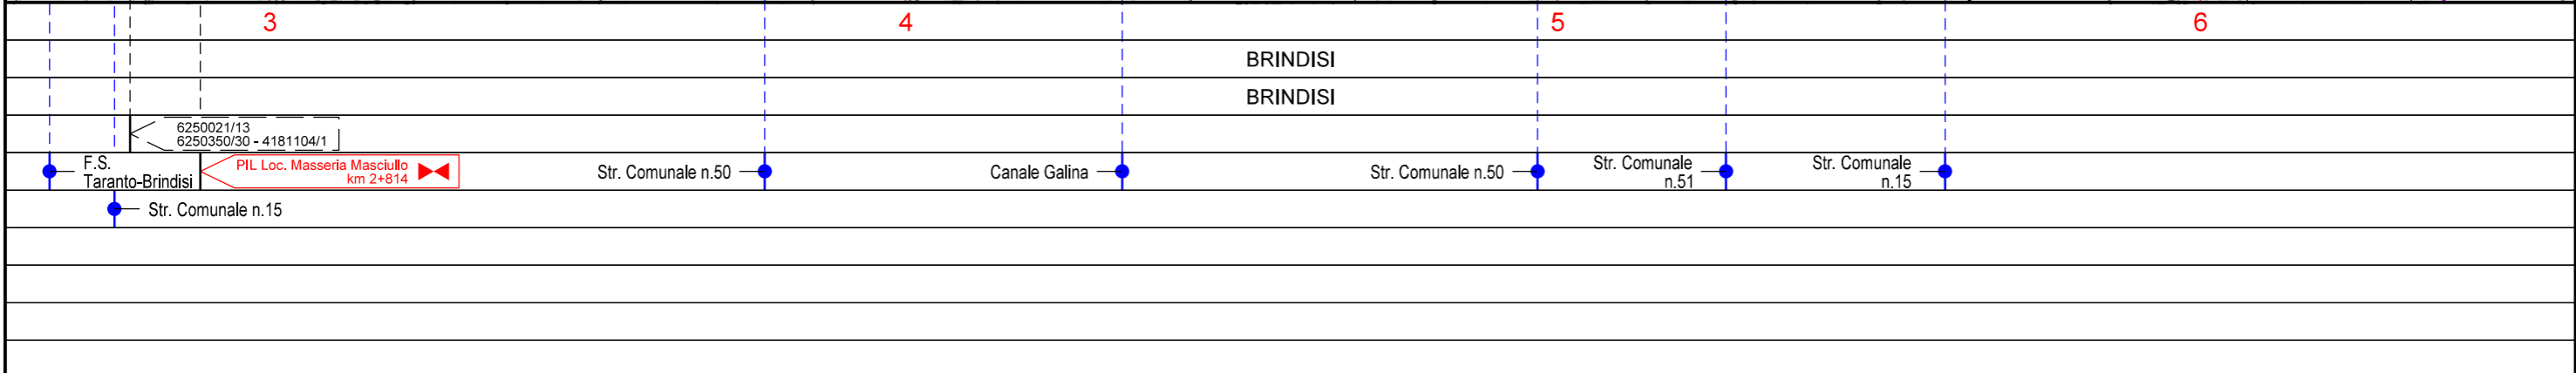 3 4 5 6
BRINDISI
BRINDISI
6250021/13
6250350/30 - 4181104/1
F.S.
Taranto-Brindisi
PIL Loc. Masseria Masciullo
km 2+814
Str. Comunale n.50
Canale Galina
Str. Comunale n.50
Str. Comunale
n.51
Str. Comunale
n.15
Str. Comunale n.15